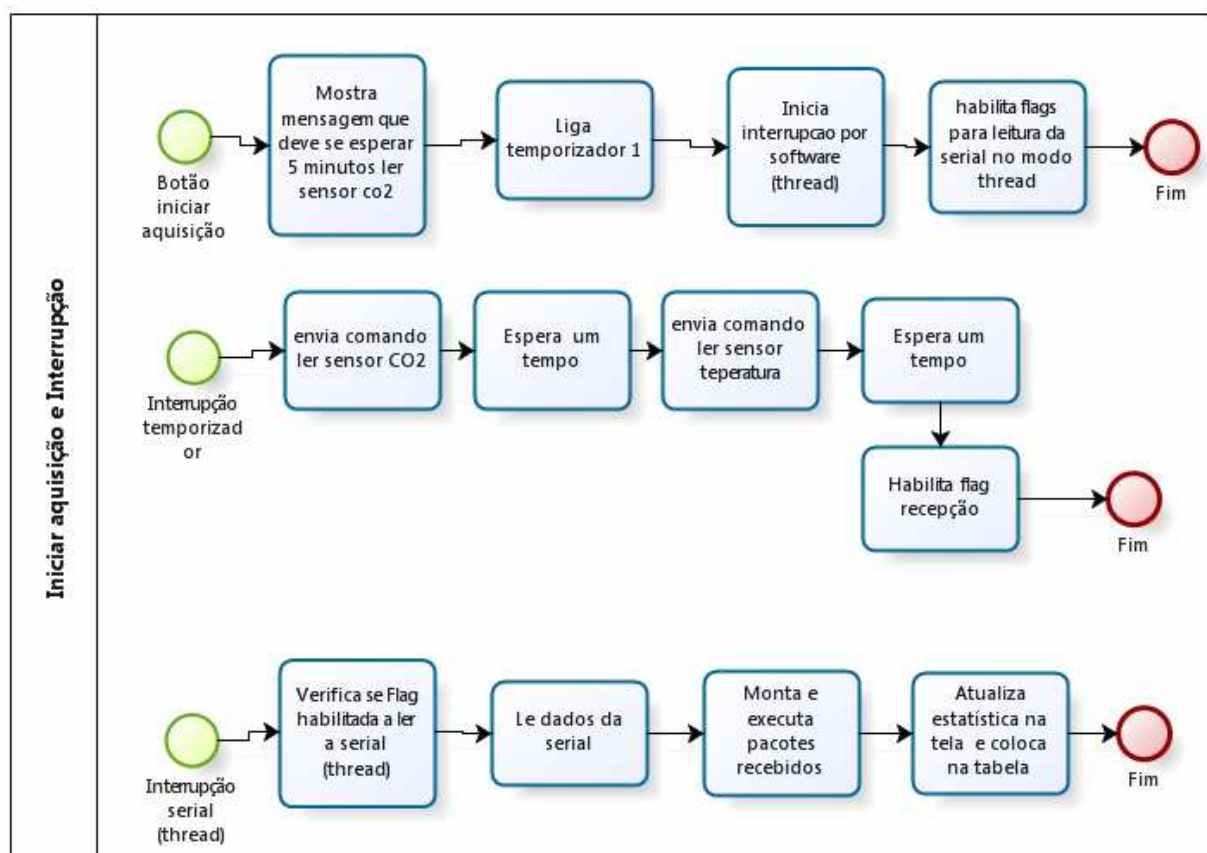 Iniciar aquisição e Interrupção
Mostra
mensagem que
deve se esperar
5 minutos ler
sensor co2
Liga
temporizador 1
Inicia
interrupcao por
software
(thread)
habilita flags
para leitura da
serial no modo
thread
Botão
iniciar
aquisição
Fim
envia comando
ler sensor CO2
Espera um
tempo
envia comando
ler sensor
teperatura
Espera um
tempo
Interrupção
temporizad
or
Habilita flag
recepção
Fim
Verifica se Flag
habilitada a ler
a serial
(thread)
Le dados da
serial
Monta e
executa
pacotes
recebidos
Atualiza
estatística na
tela e coloca
na tabela
Interrupção
serial
(thread)
Fim